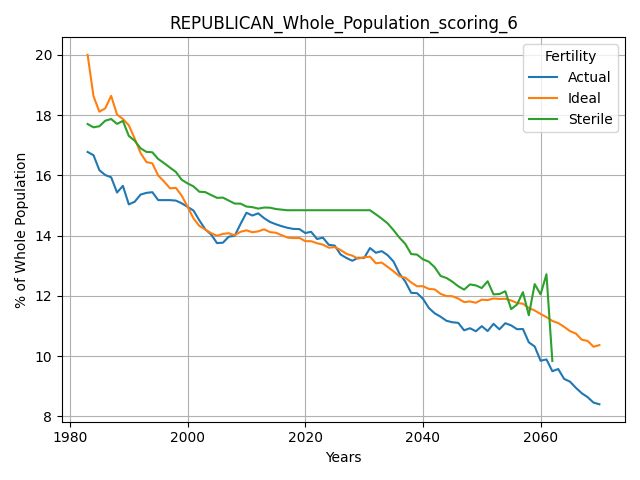 REPUBLICAN_Whole_Population_scoring_6
Fertility
Actual
Ideal
Sterile
% of Whole Population
20
18
16
14
12
10
8
1980
2000
2020
2040
2060
Years